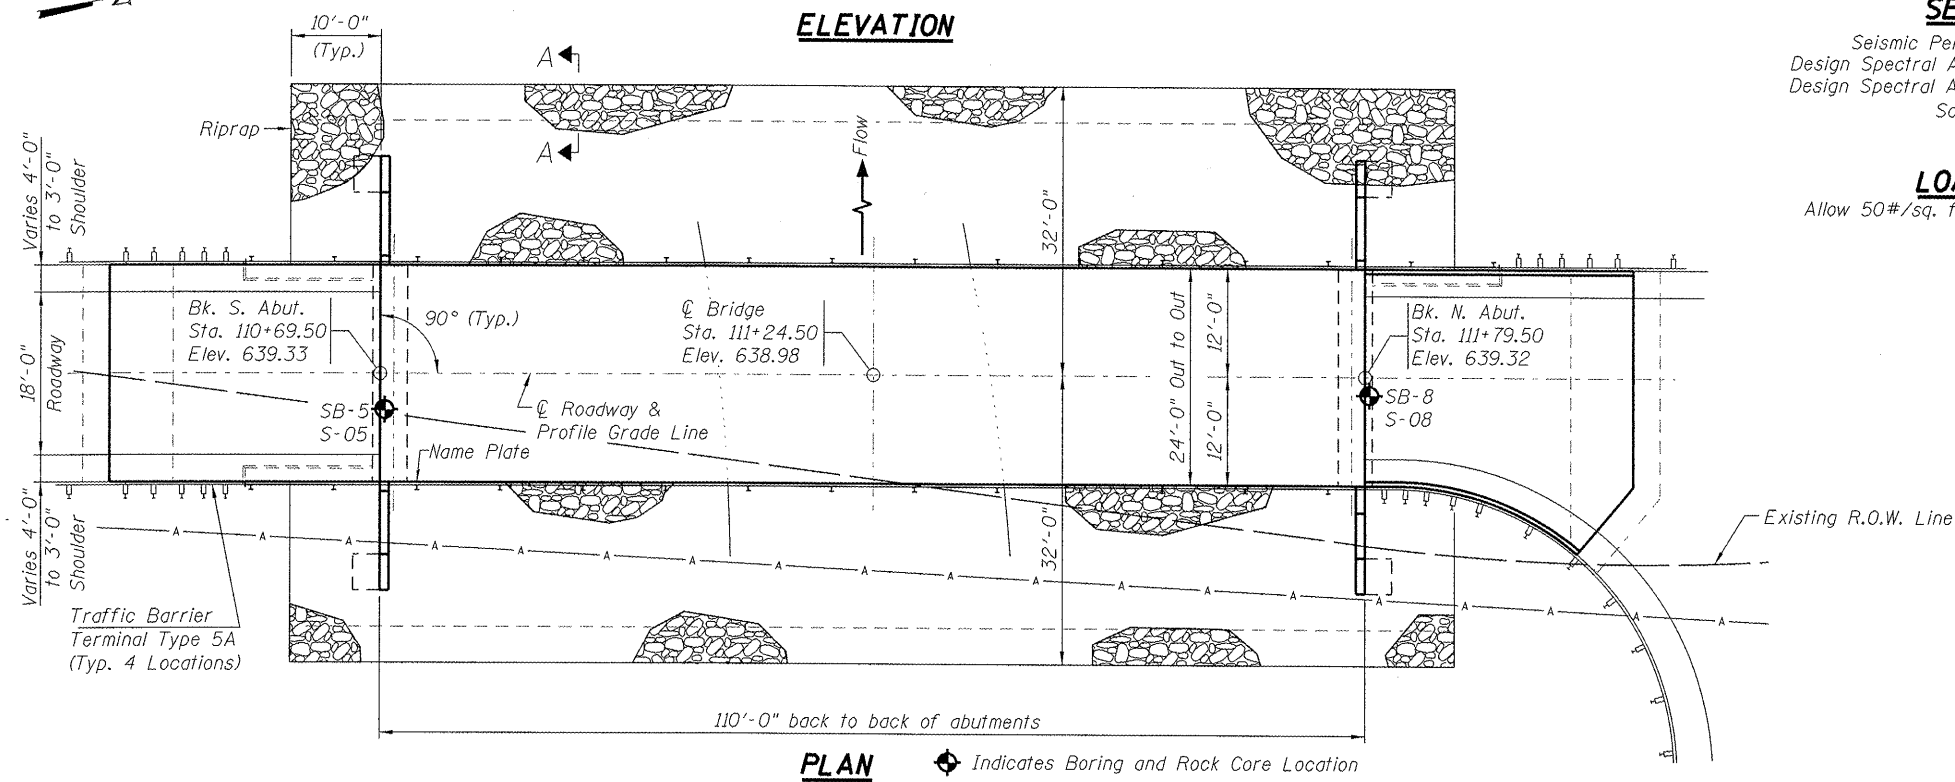 ELEVATION
10'-0"
(Typ.)
A
A
Riprap
Flow
Varies 4'-0"
to 3'-0"
Shoulder
32'-0"
18'-0"
Roadway
Bk. S. Abut.
Sta. 110+69.50
Elev. 639.33
90° (Typ.)
℄ Bridge
Sta. 111+24.50
Elev. 638.98
24'-0" Out to Out
12'-0"
12'-0"
Bk. N. Abut.
Sta. 111+79.50
Elev. 639.32
SB-5
S-05
℄ Roadway &
Profile Grade Line
Name Plate
SB-8
S-08
Varies 4'-0"
to 3'-0"
Shoulder
32'-0"
Existing R.O.W. Line
A A A A A A A A A A A A A A A A A A
Traffic Barrier
Terminal Type 5A
(Typ. 4 Locations)
110'-0" back to back of abutments
PLAN
Indicates Boring and Rock Core Location
Seismic Per
Design Spectral A
Design Spectral A
So
Allow 50#/sq. f